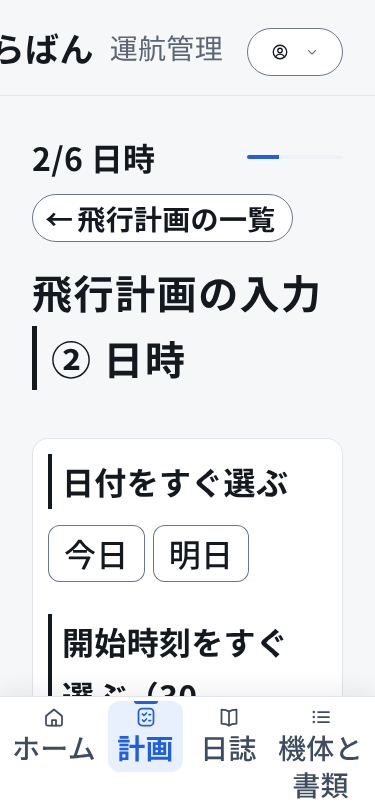 らばん 運航管理
2/6 日時
← 飛行計画の一覧
飛行計画の入力
② 日時
日付をすぐ選ぶ
今日 明日
開始時刻をすぐ
選ぶ（30
ホーム 計画 日誌 機体と
書類